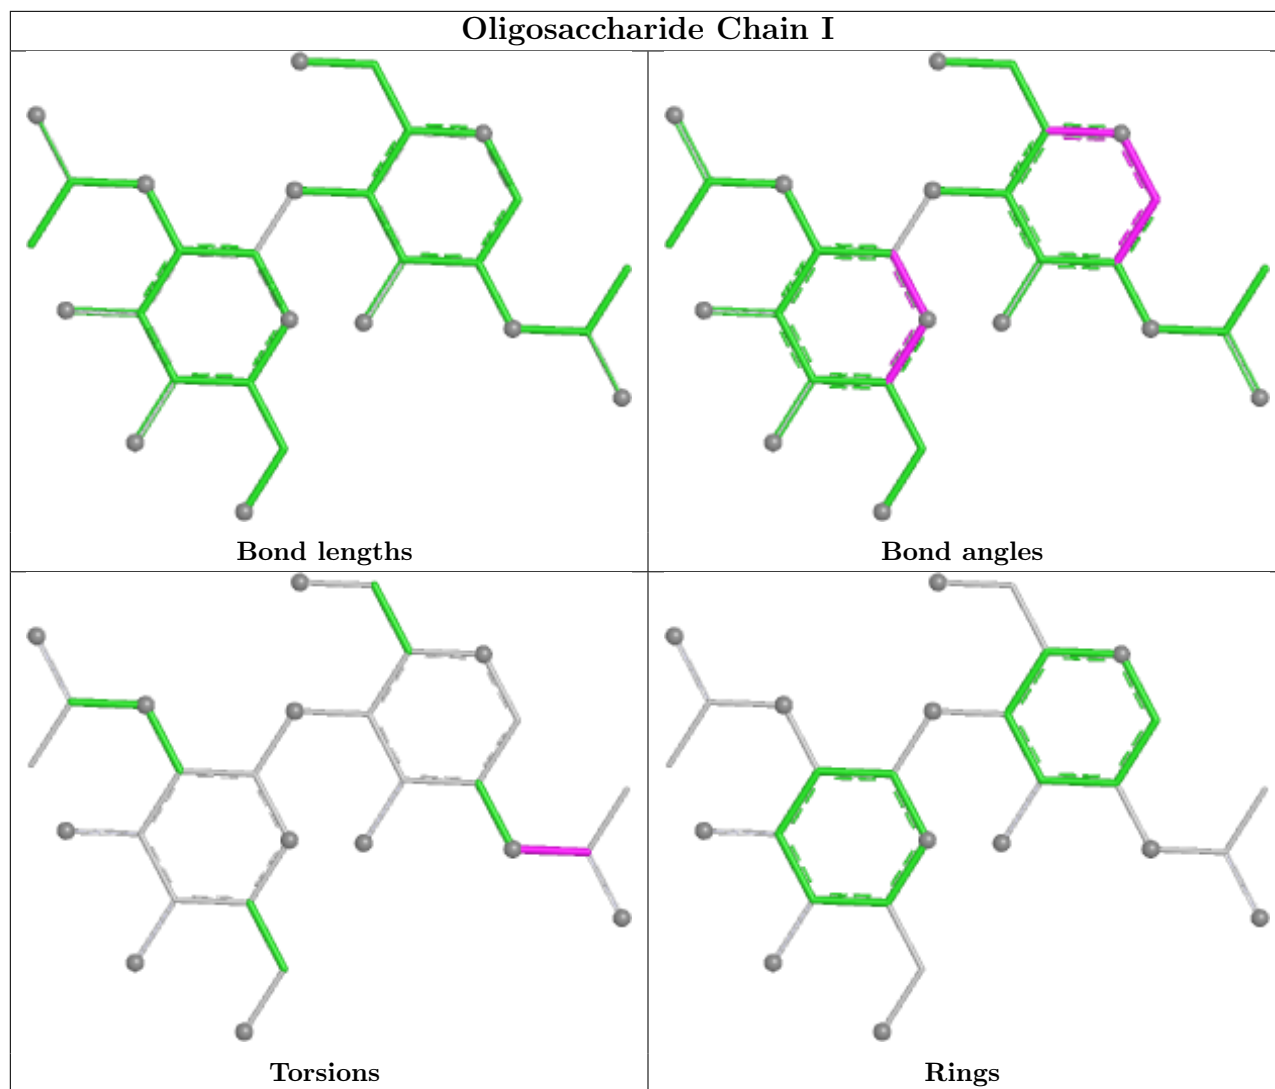 Oligosaccharide Chain I
Bond lengths
Bond angles
Torsions
Rings